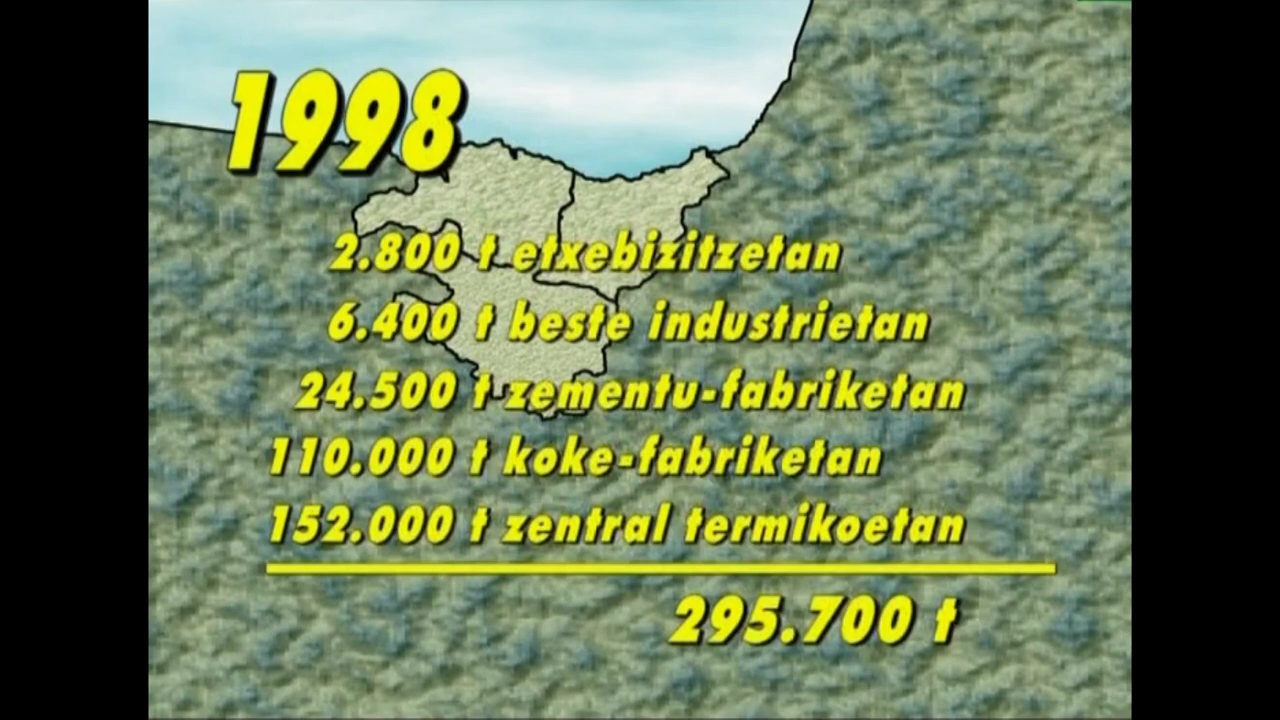 1998
2.800 t etxebizitzetan
6.400 t beste industrietan
24.500 t zementu-fabriketan
110.000 t koke-fabriketan
152.000 t zentral termikoetan
295.700 t